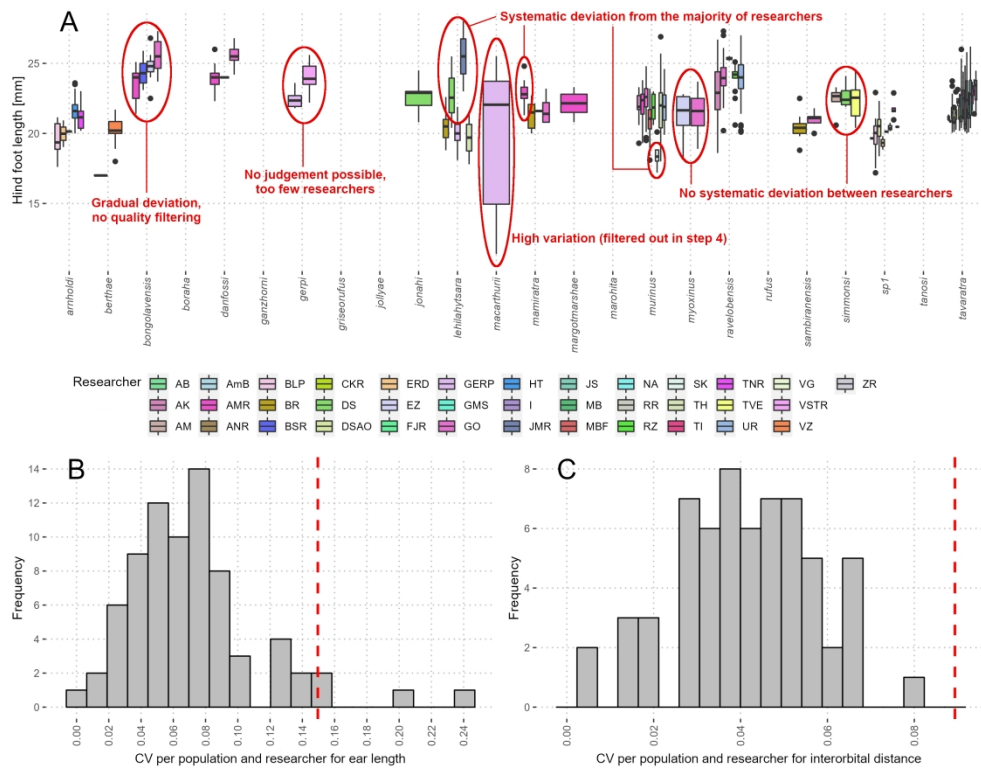 A
Systematic deviation from the majority of researchers
Hind foot length [mm]
25
20
15
Gradual deviation,
no quality filtering
No judgement possible,
too few researchers
High variation (filtered out in step 4)
No systematic deviation between researchers
arnholdi
berthae
bongolavensis
boraha
danfossi
ganzhorni
gerpi
griseorufus
jollyae
jonahi
lehilahytsara
macarthurii
mamiratra
margotmarshae
marohita
murinus
myoxinus
ravelobensis
rufus
sambiranensis
simmonsi
sp1
tanosi
tavaratra
Researcher AB AmB BLP CKR ERD GERP HT JS NA SK TNR VG ZR
AK AMR BR DS EZ GMS I MB RR TH TVE VSTR
AM ANR BSR DSAO FJR GO JMR MBF RZ TI UR VZ
B
Frequency
14
12
10
8
6
4
2
0
0.00 0.02 0.04 0.06 0.08 0.10 0.12 0.14 0.16 0.18 0.20 0.22 0.24
CV per population and researcher for ear length
C
Frequency
8
6
4
2
0
0.00 0.02 0.04 0.06 0.08
CV per population and researcher for interorbital distance